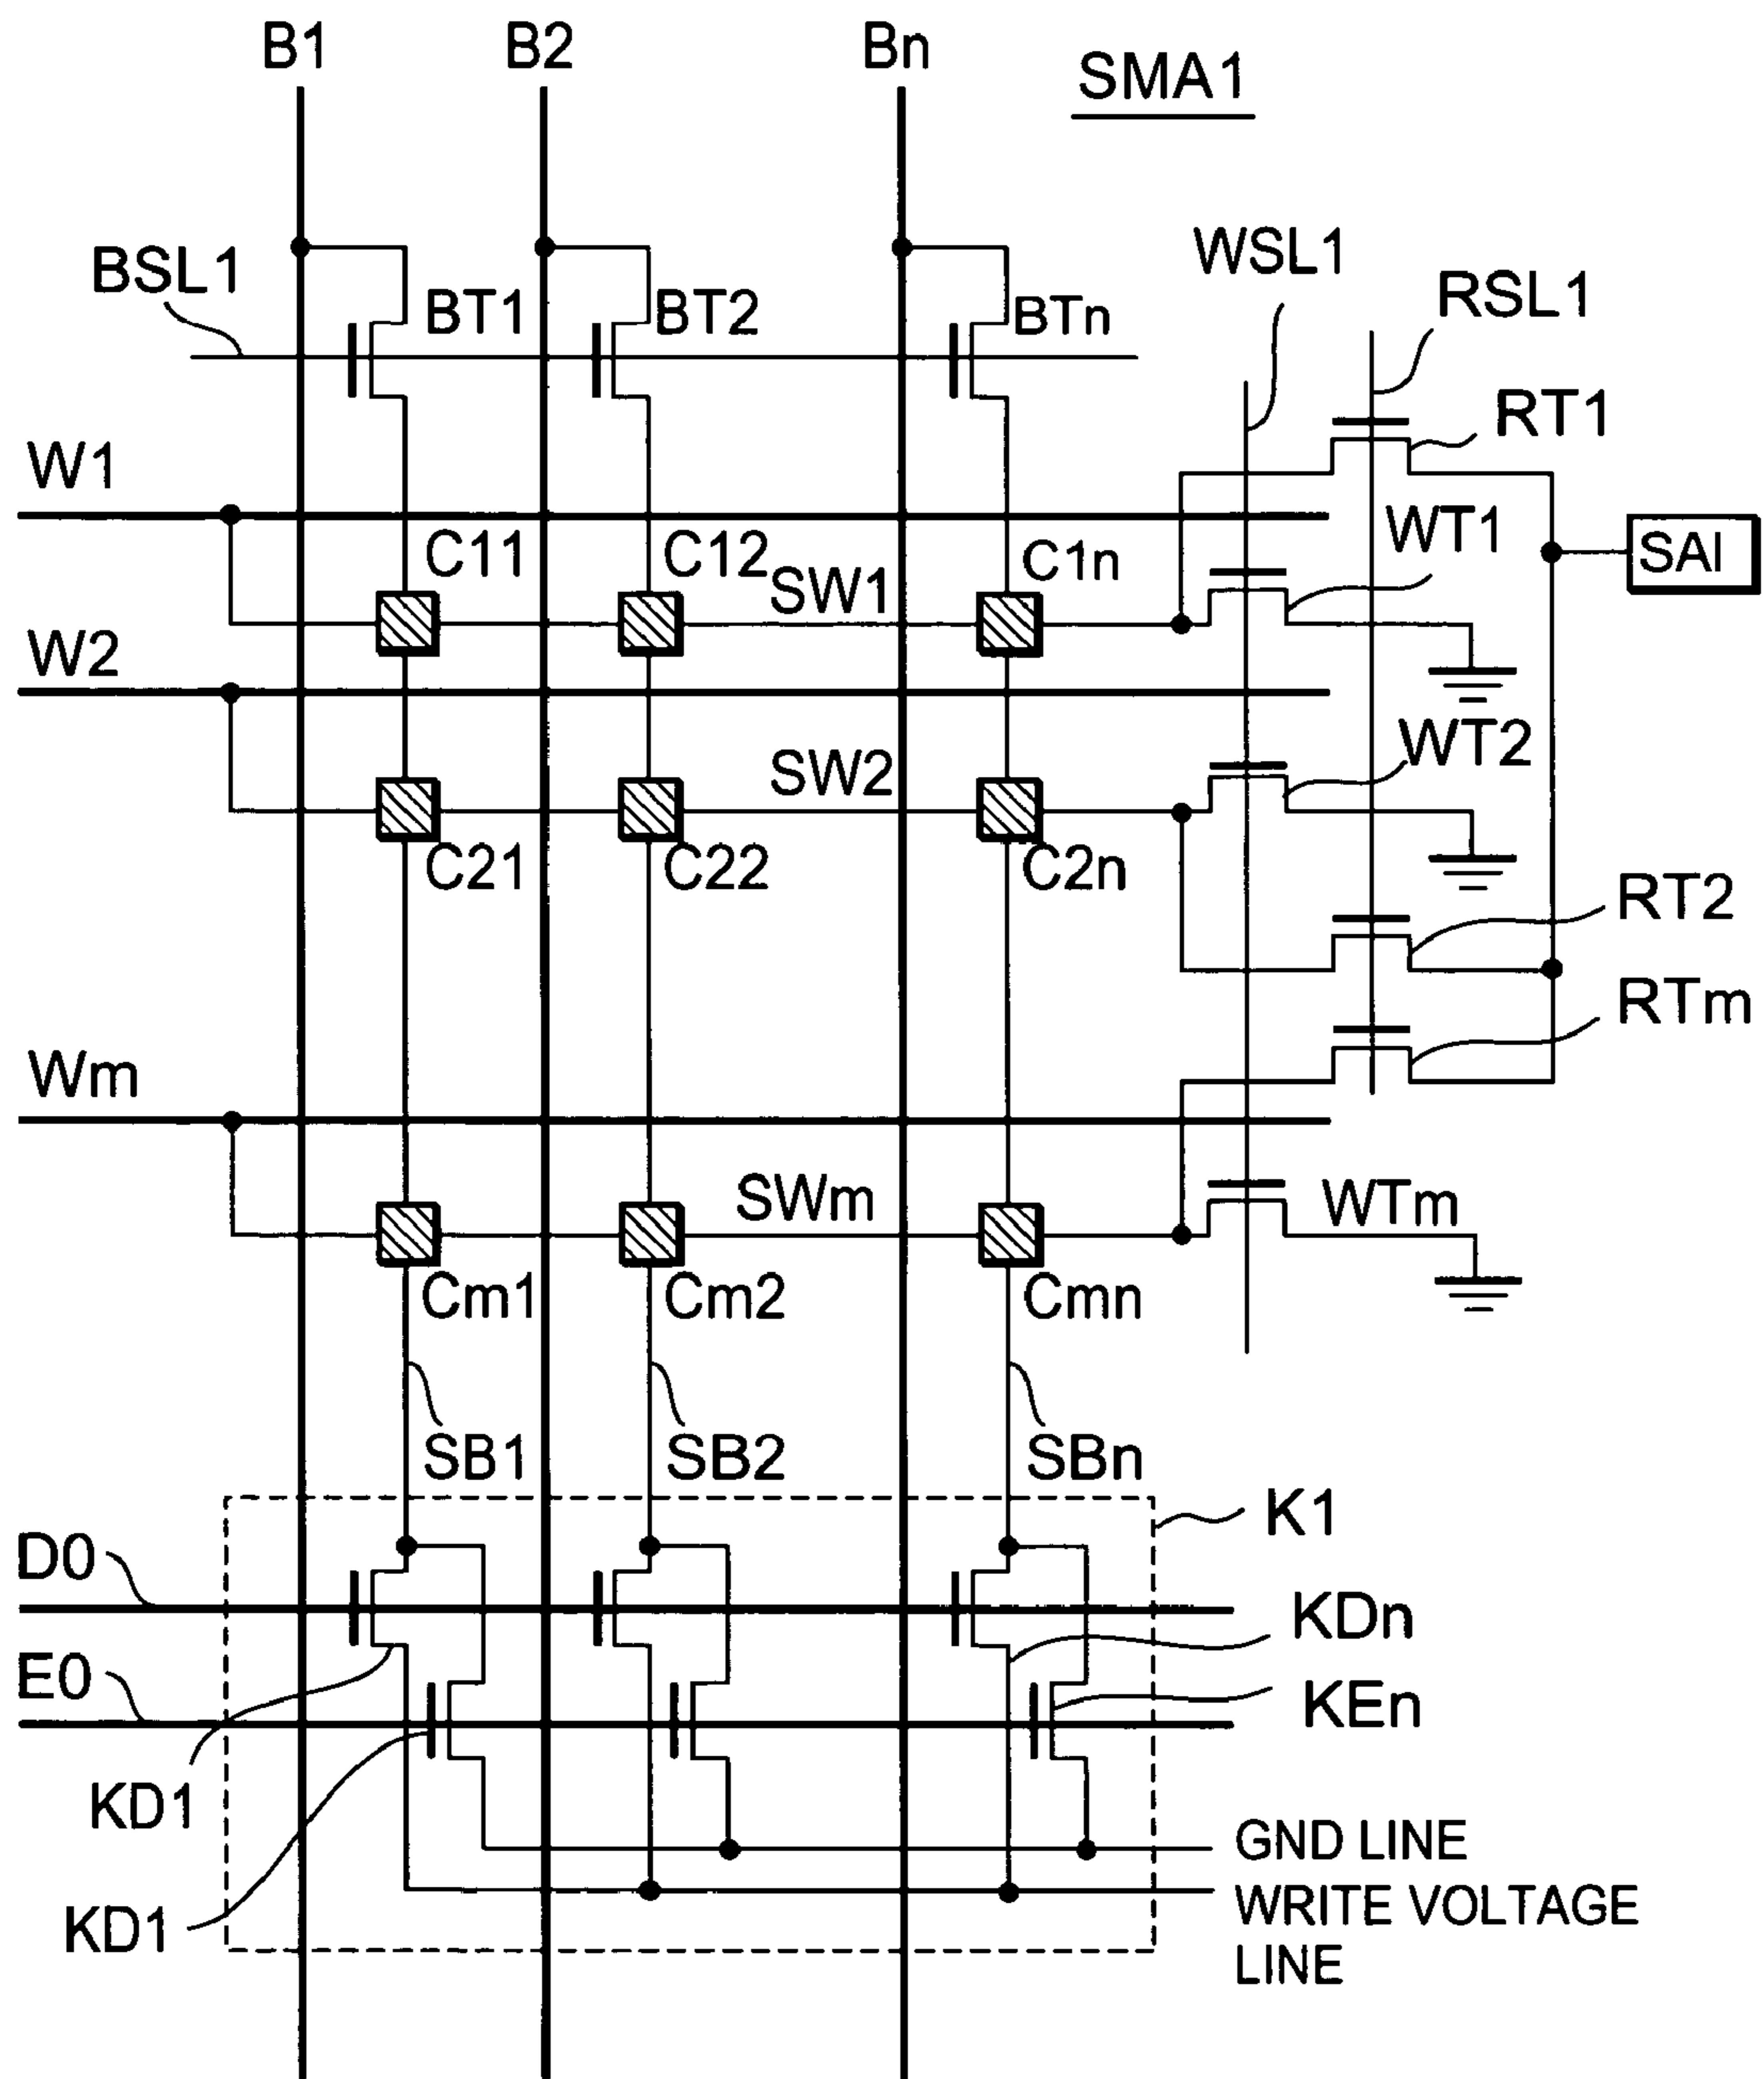 B1
B2
Bn
SMA1
BSL1
BT1
BT2
BTn
WSL1
RSL1
RT1
W1
C11
C12
SW1
C1n
WT1
SAI
W2
C21
C22
SW2
C2n
WT2
RT2
RTm
Wm
SWm
WTm
Cm1
Cm2
Cmn
SB1
SB2
SBn
K1
D0
KDn
E0
KEn
KD1
GND LINE
KD1
WRITE VOLTAGE
LINE